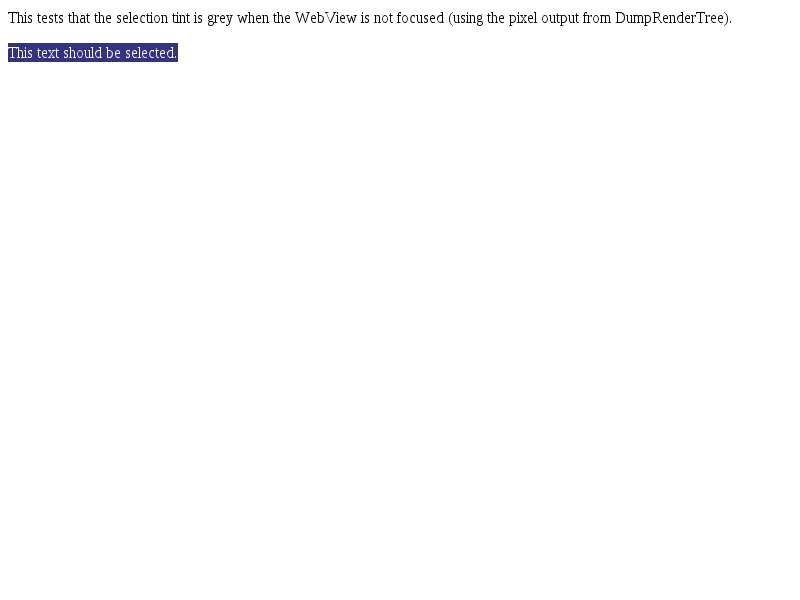 This tests that the selection tint is grey when the WebView is not focused (using the pixel output from DumpRenderTree).
This text should be selected.